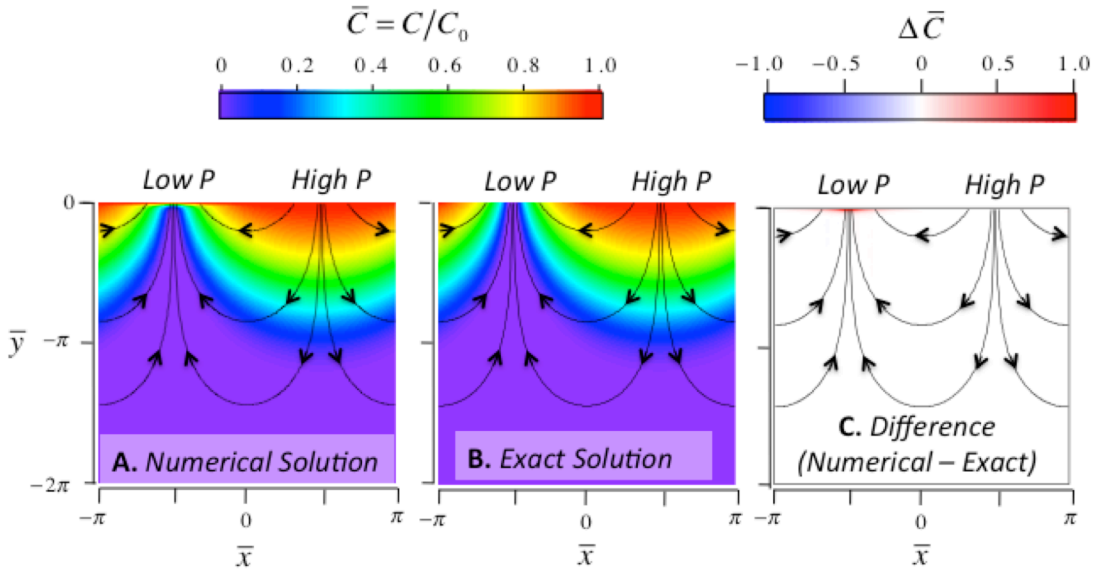 C̅ = C/C₀
0 0.2 0.4 0.6 0.8 1.0
ΔC̅
−1.0 −0.5 0 0.5 1.0
Low P High P
Low P High P
Low P High P
0
y̅
−π
−2π
A. Numerical Solution
B. Exact Solution
C. Difference
(Numerical – Exact)
−π 0 π
−π 0 π
−π 0 π
x̅
x̅
x̅